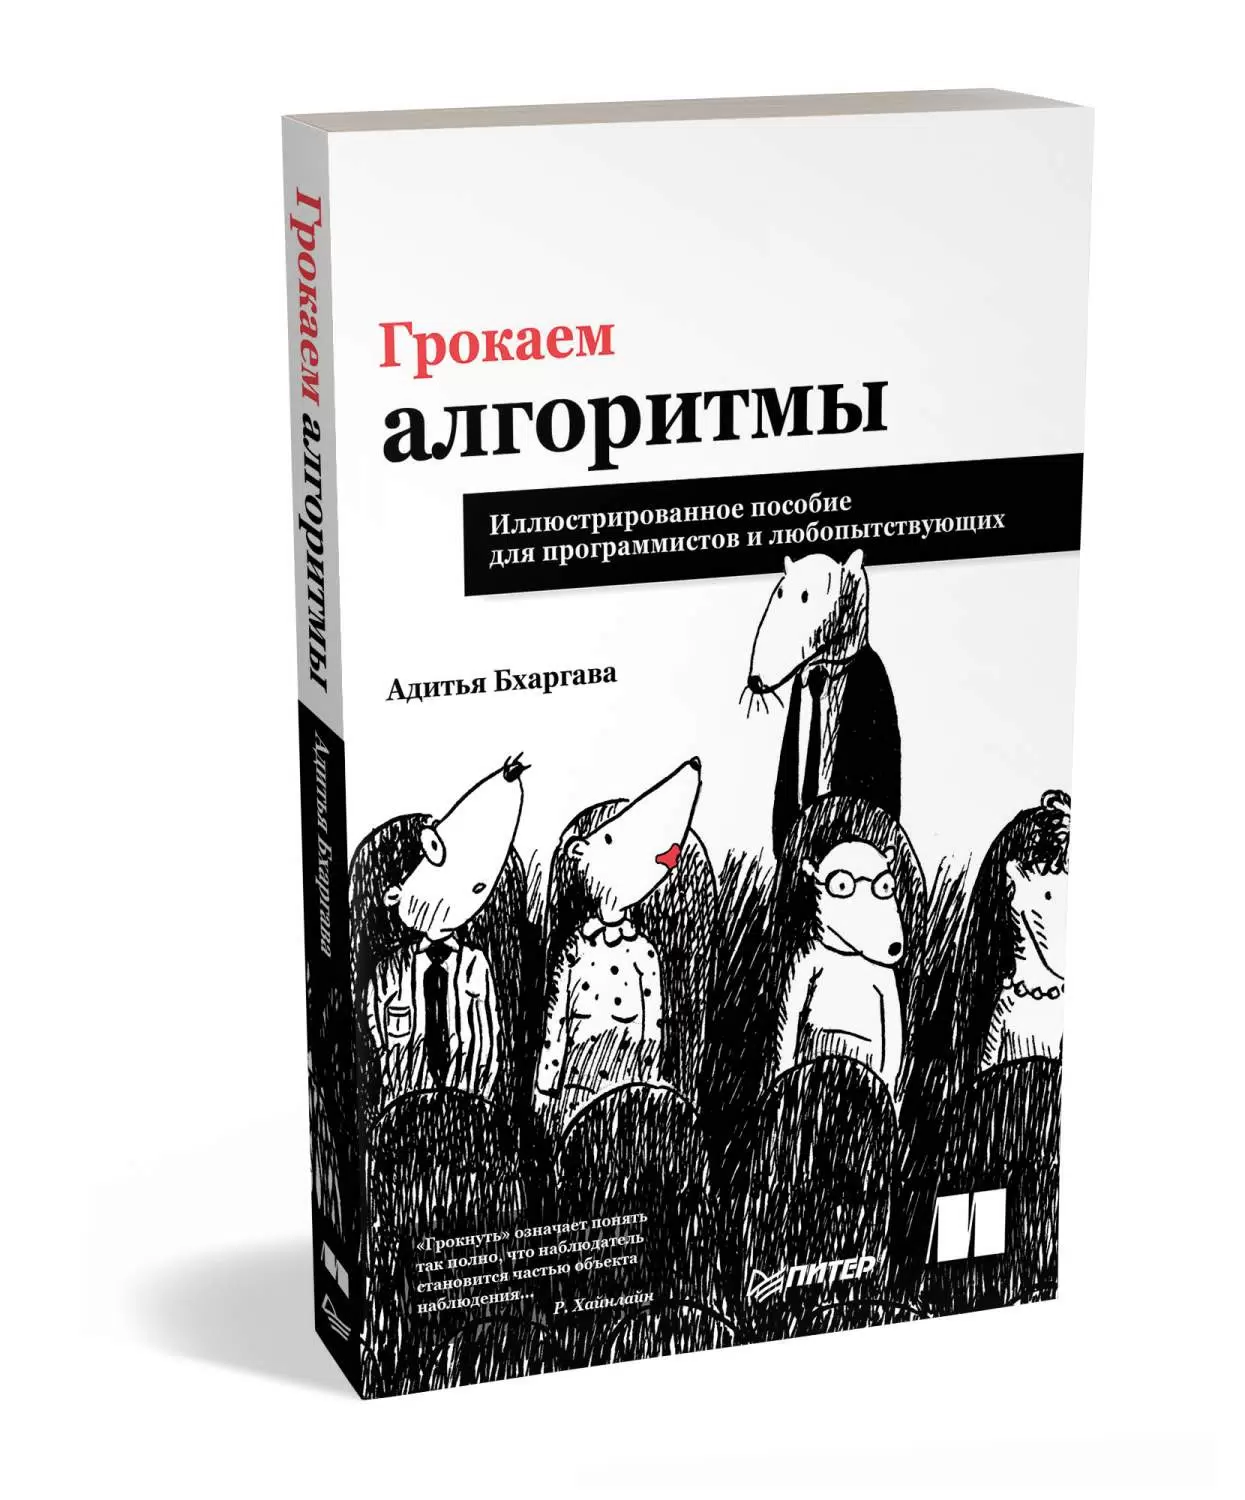 Грокаем
алгоритмы
Иллюстрированное пособие
для программистов и любопытствующих
Адитья Бхаргава
«Грокнуть» означает понять
так полно, что наблюдатель
становится частью объекта
наблюдения...
Р. Хайнлайн
ПИТЕР
Грокаем алгоритмы
Адитья Бхаргава